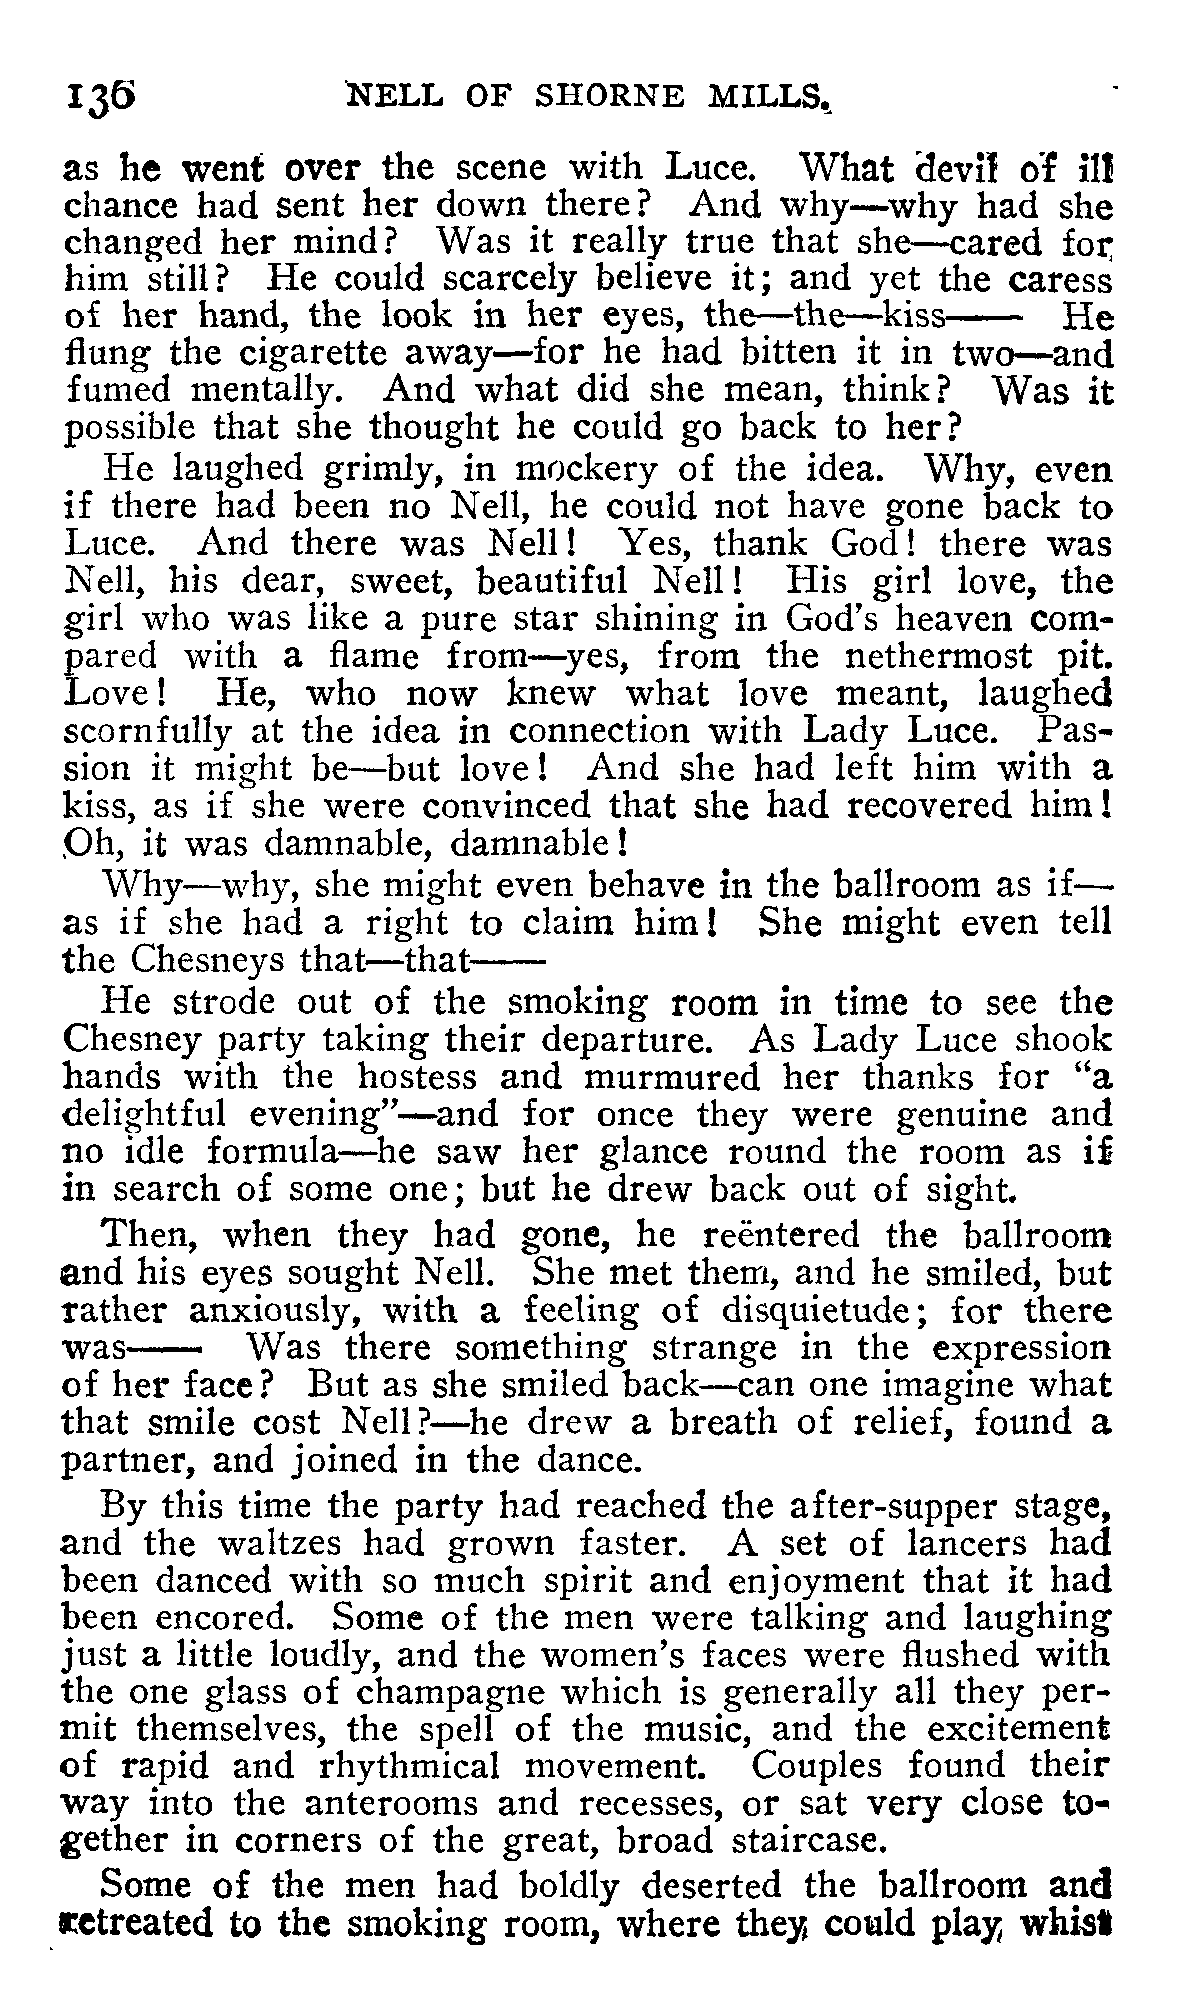 136 NELL OF SHORNE MILLS.
as he went over the scene with Luce. What devil of ill
chance had sent her down there? And why—why had she
changed her mind? Was it really true that she—cared for
him still? He could scarcely believe it; and yet the caress
of her hand, the look in her eyes, the—the—kiss—— He
flung the cigarette away—for he had bitten it in two—and
fumed mentally. And what did she mean, think? Was it
possible that she thought he could go back to her?
He laughed grimly, in mockery of the idea. Why, even
if there had been no Nell, he could not have gone back to
Luce. And there was Nell! Yes, thank God! there was
Nell, his dear, sweet, beautiful Nell! His girl love, the
girl who was like a pure star shining in God's heaven com-
pared with a flame from—yes, from the nethermost pit.
Love! He, who now knew what love meant, laughed
scornfully at the idea in connection with Lady Luce. Pas-
sion it might be—but love! And she had left him with a
kiss, as if she were convinced that she had recovered him!
Oh, it was damnable, damnable!
Why—why, she might even behave in the ballroom as if—
as if she had a right to claim him! She might even tell
the Chesneys that—that——
He strode out of the smoking room in time to see the
Chesney party taking their departure. As Lady Luce shook
hands with the hostess and murmured her thanks for "a
delightful evening"—and for once they were genuine and
no idle formula—he saw her glance round the room as if
in search of some one; but he drew back out of sight.
Then, when they had gone, he reëntered the ballroom
and his eyes sought Nell. She met them, and he smiled, but
rather anxiously, with a feeling of disquietude; for there
was—— Was there something strange in the expression
of her face? But as she smiled back—can one imagine what
that smile cost Nell?—he drew a breath of relief, found a
partner, and joined in the dance.
By this time the party had reached the after-supper stage,
and the waltzes had grown faster. A set of lancers had
been danced with so much spirit and enjoyment that it had
been encored. Some of the men were talking and laughing
just a little loudly, and the women's faces were flushed with
the one glass of champagne which is generally all they per-
mit themselves, the spell of the music, and the excitement
of rapid and rhythmical movement. Couples found their
way into the anterooms and recesses, or sat very close to-
gether in corners of the great, broad staircase.
Some of the men had boldly deserted the ballroom and
retreated to the smoking room, where they could play whist